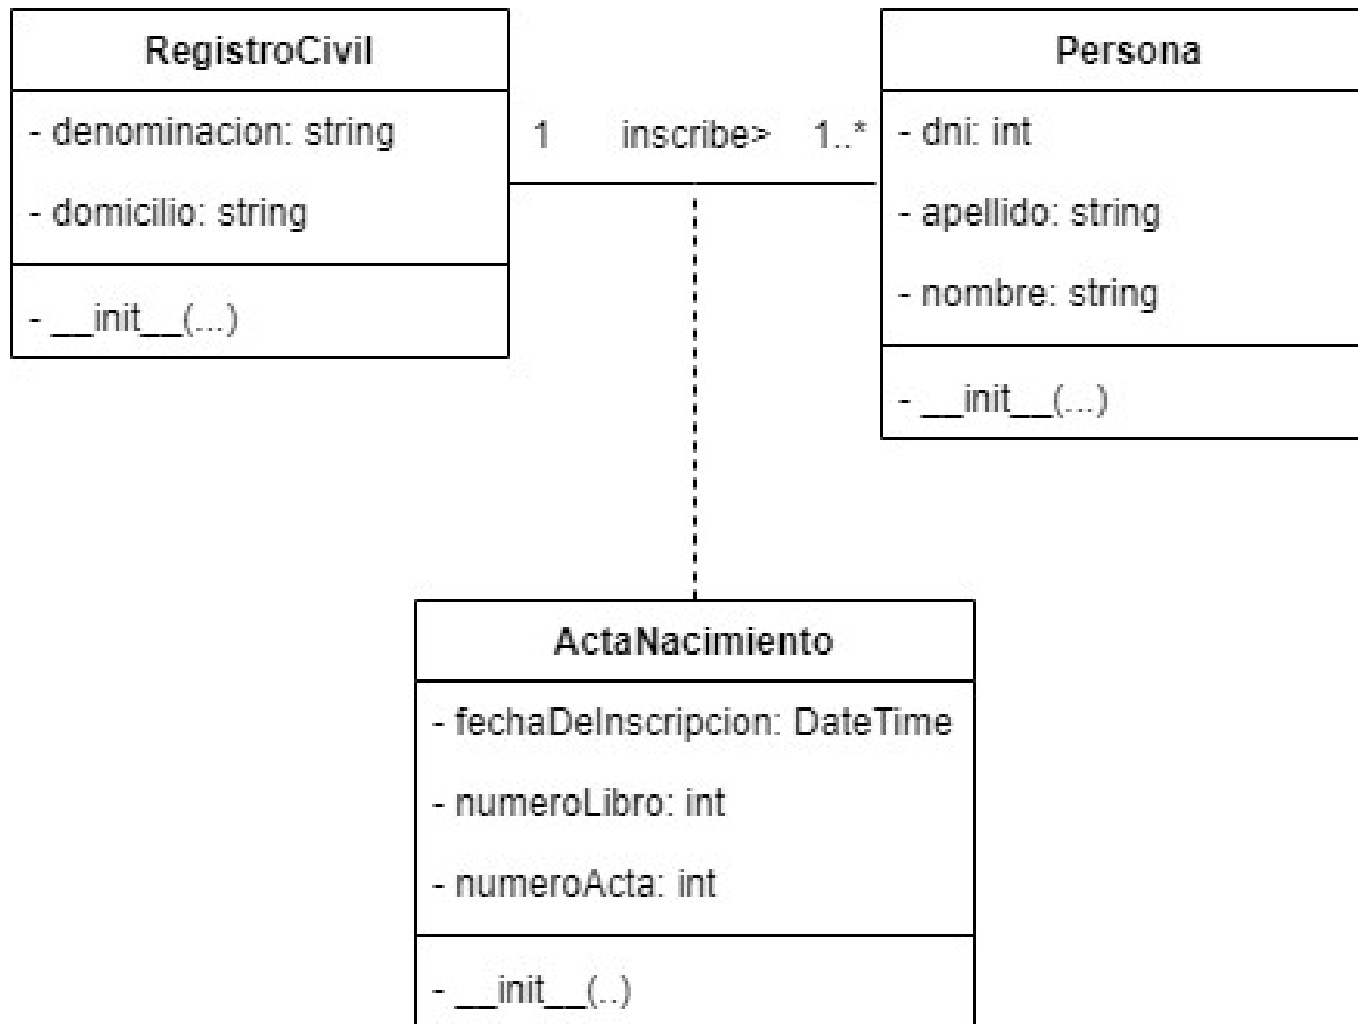 RegistroCivil
- denominacion: string
- domicilio: string
- __init__(...)
1 inscribe> 1..*
Persona
- dni: int
- apellido: string
- nombre: string
- __init__(...)
ActaNacimiento
- fechaDeInscripcion: DateTime
- numeroLibro: int
- numeroActa: int
- __init__(..)